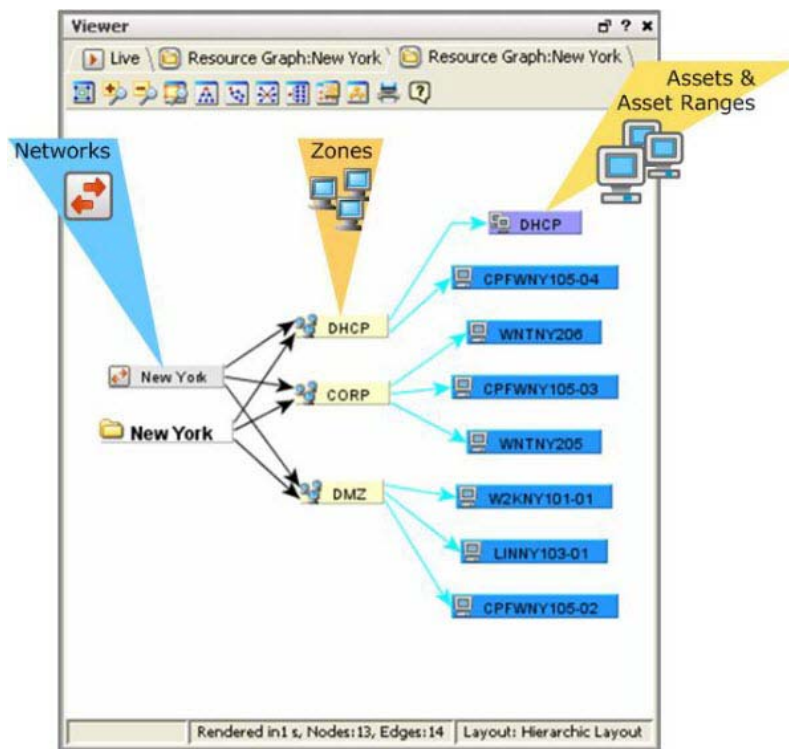 Viewer
Live
Resource Graph:New York
Resource Graph:New York
Assets &
Asset Ranges
Networks
Zones
DHCP
CPFWNY105-04
DHCP
WNTNY206
New York
CORP
CPFWNY105-03
New York
WNTNY205
DMZ
W2KNY101-01
LINNY103-01
CPFWNY105-02
Rendered in1 s, Nodes:13, Edges:14
Layout: Hierarchic Layout